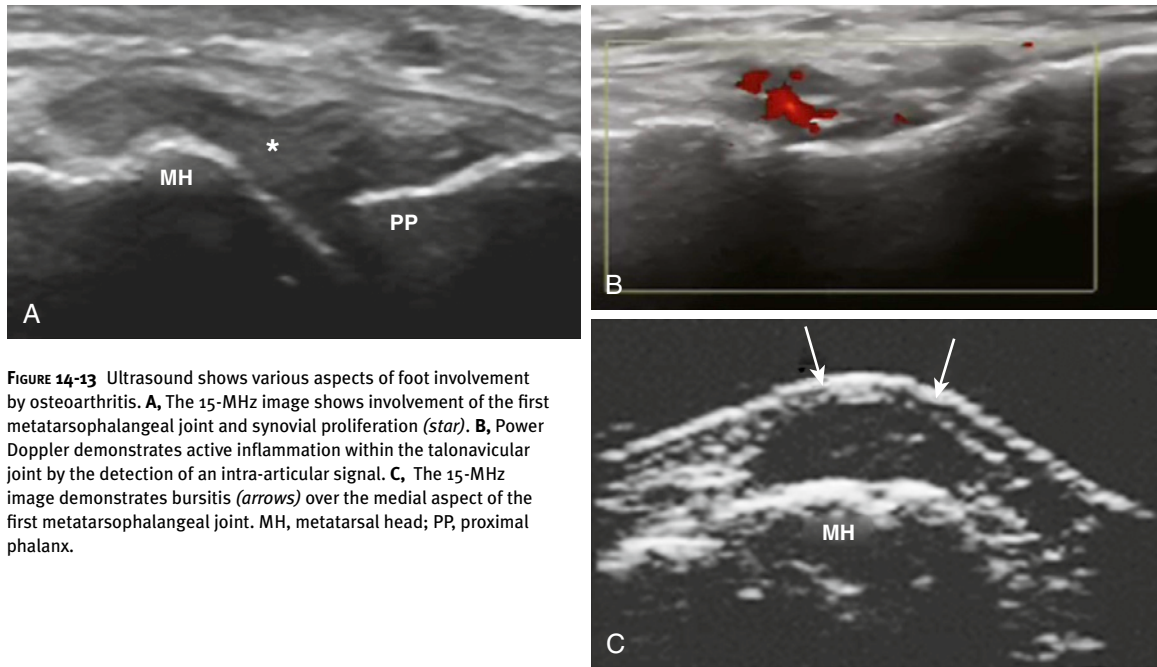 *
MH
PP
A
B
FIGURE 14-13 Ultrasound shows various aspects of foot involvement
by osteoarthritis. A, The 15-MHz image shows involvement of the first
metatarsophalangeal joint and synovial proliferation (star). B, Power
Doppler demonstrates active inflammation within the talonavicular
joint by the detection of an intra-articular signal. C, The 15-MHz
image demonstrates bursitis (arrows) over the medial aspect of the
first metatarsophalangeal joint. MH, metatarsal head; PP, proximal
phalanx.
MH
C